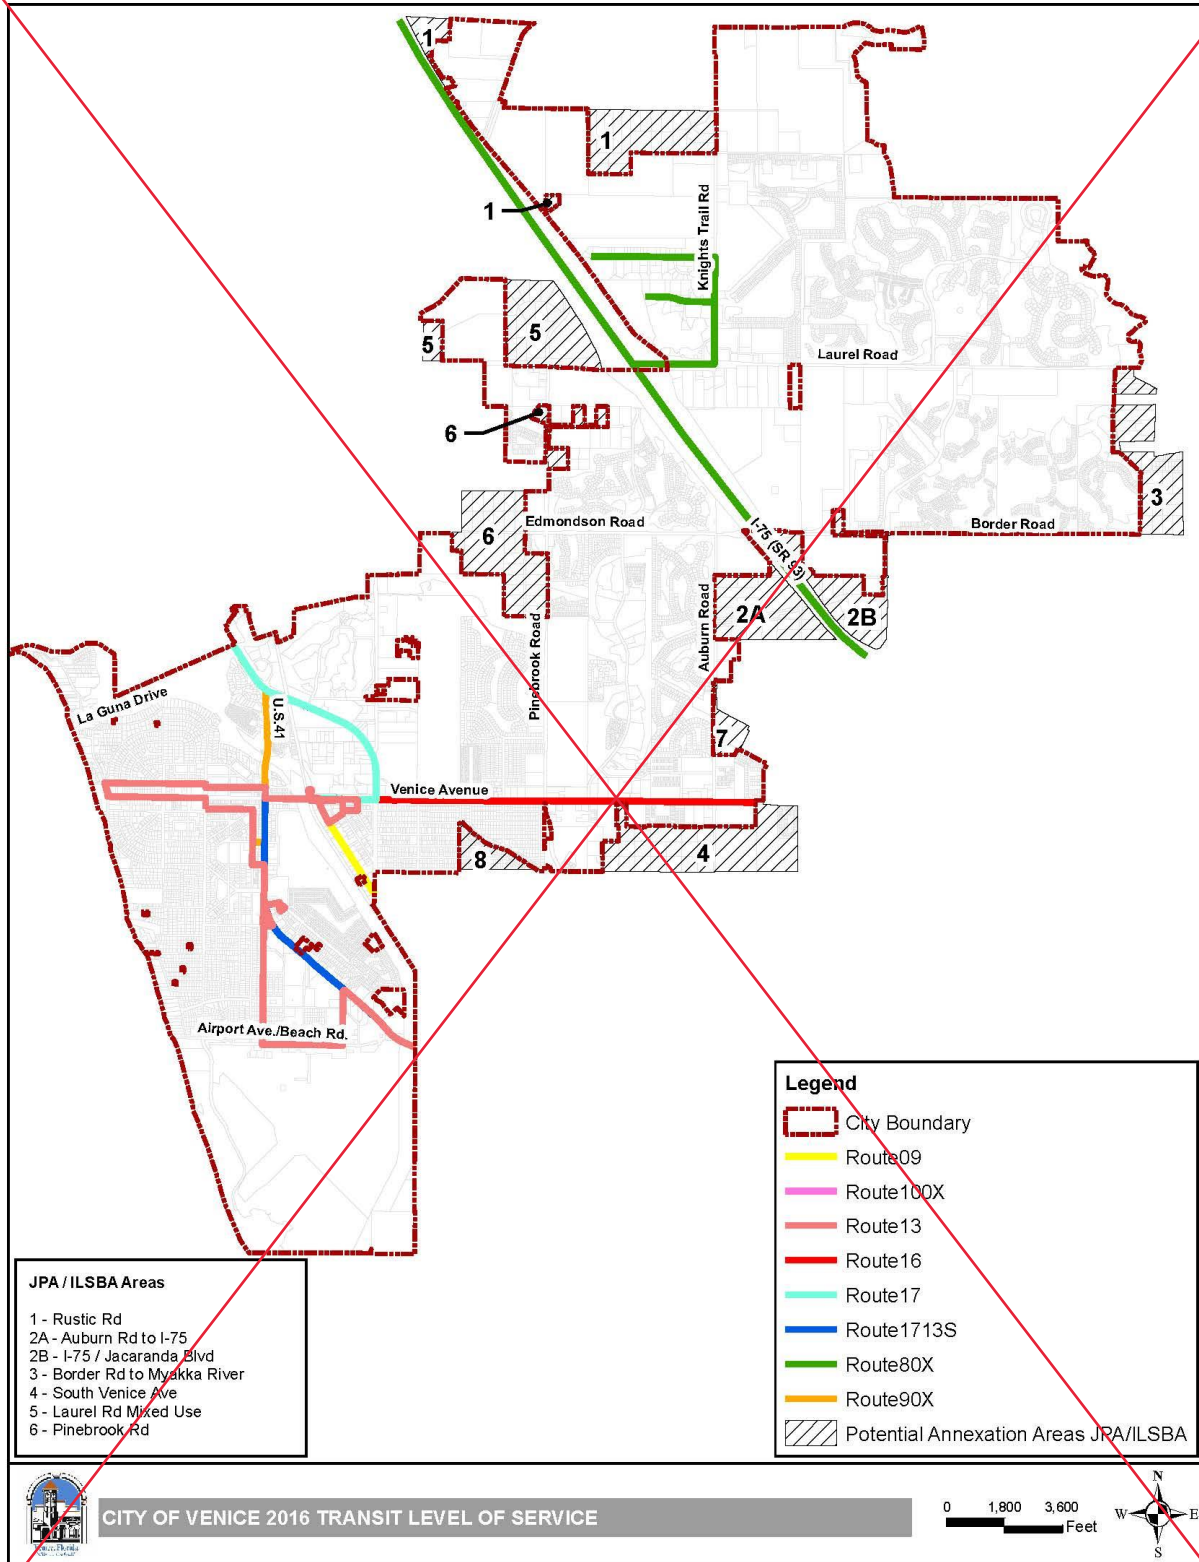 1
1
1
Knights Trail Rd
5
5
Laurel Road
6
3
6
Edmondson Road
Border Road
I-75 (SR 93)
2A
2B
Auburn Road
Pinebrook Road
La Guna Drive
U.S.41
7
Venice Avenue
8
4
Airport Ave./Beach Rd.
Legend
City Boundary
Route09
Route100X
Route13
Route16
Route17
Route1713S
Route80X
Route90X
Potential Annexation Areas JPA/ILSBA
JPA / ILSBA Areas
1 - Rustic Rd
2A - Auburn Rd to I-75
2B - I-75 / Jacaranda Blvd
3 - Border Rd to Myakka River
4 - South Venice Ave
5 - Laurel Rd Mixed Use
6 - Pinebrook Rd
CITY OF VENICE 2016 TRANSIT LEVEL OF SERVICE
0 1,800 3,600
Feet
N
W E
S